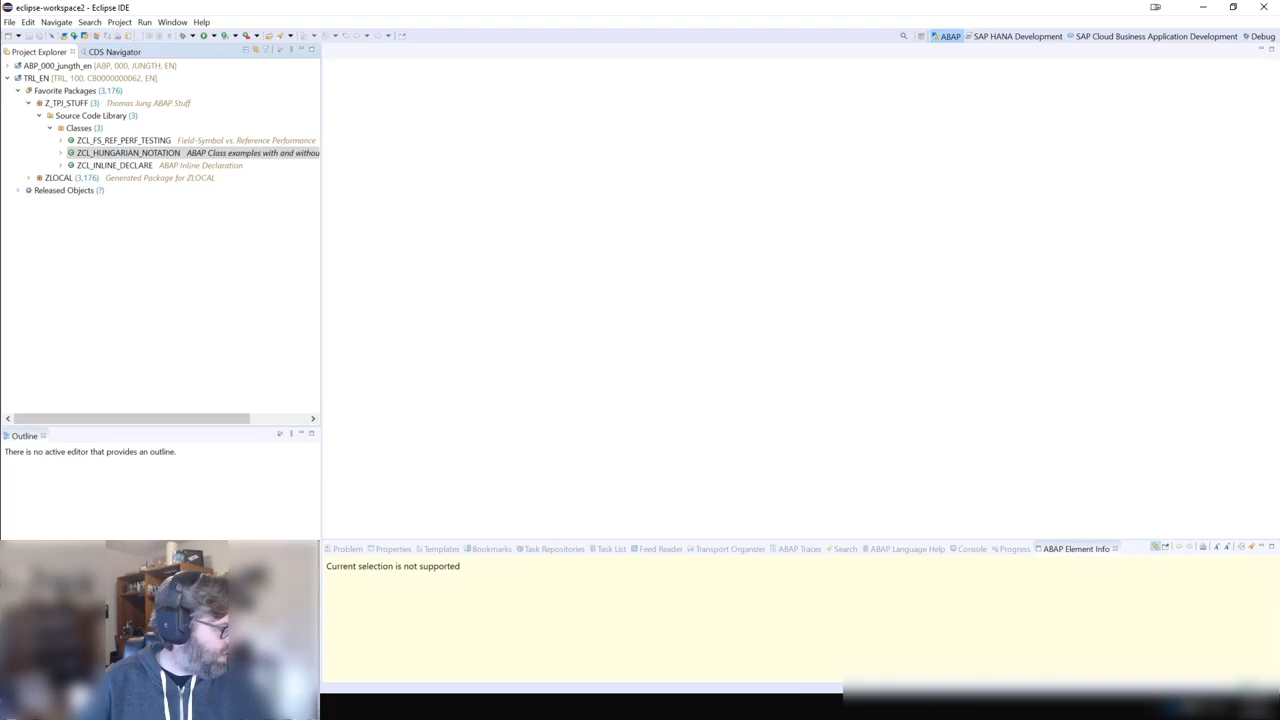 eclipse-workspace2 - Eclipse IDE
File Edit Navigate Search Project Run Window Help
ABAP SAP HANA Development SAP Cloud Business Application Development Debug
Project Explorer CDS Navigator
ABP_000_jungth_en [ABP, 000, JUNGTH, EN]
TRL_EN [TRL, 100, CB0000000062, EN]
Favorite Packages (3,176)
Z_TPJ_STUFF (3) Thomas Jung ABAP Stuff
Source Code Library (3)
Classes (3)
ZCL_FS_REF_PERF_TESTING Field-Symbol vs. Reference Performance
ZCL_HUNGARIAN_NOTATION ABAP Class examples with and withou
ZCL_INLINE_DECLARE ABAP Inline Declaration
ZLOCAL (3,176) Generated Package for ZLOCAL
Released Objects (?)
Outline
There is no active editor that provides an outline.
Problem Properties Templates Bookmarks Task Repositories Task List Feed Reader Transport Organizer ABAP Traces Search ABAP Language Help Console Progress ABAP Element Info
Current selection is not supported